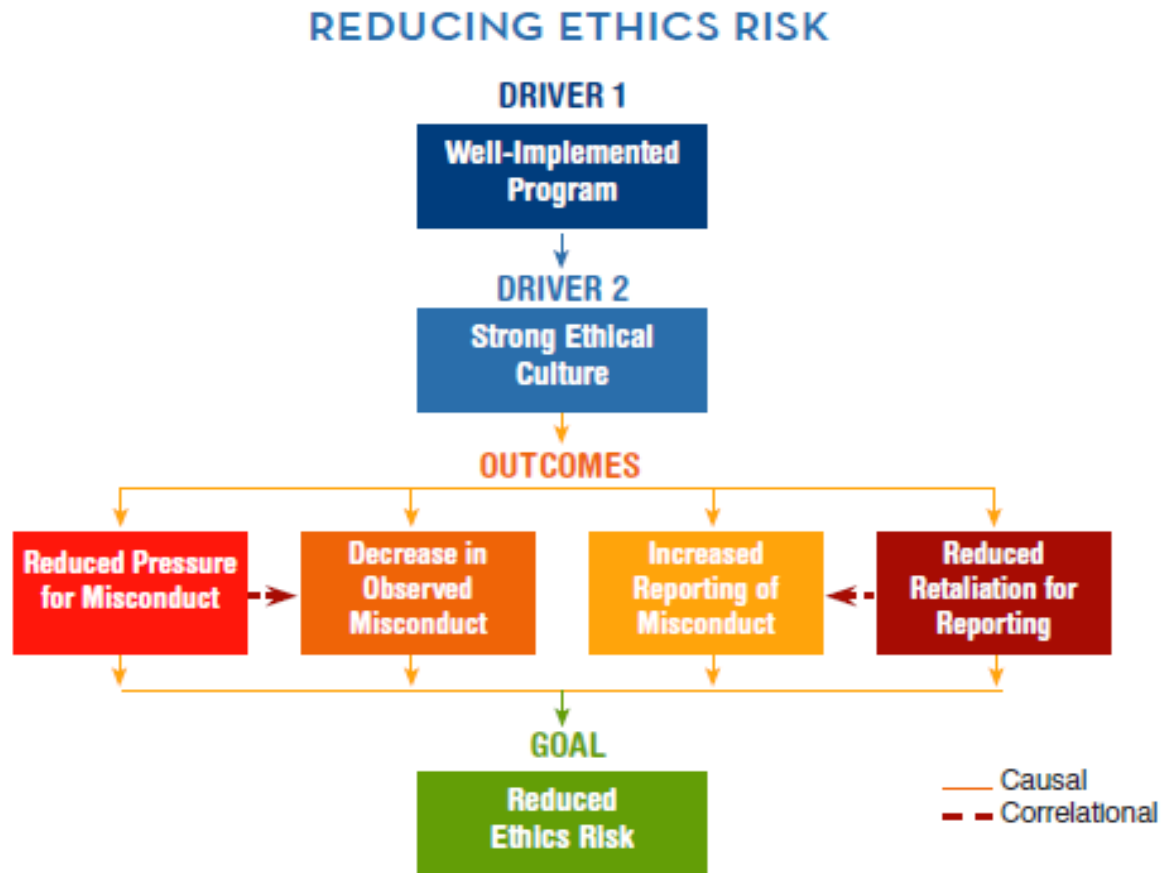 REDUCING ETHICS RISK
DRIVER 1
Well-Implemented
Program
DRIVER 2
Strong Ethical
Culture
OUTCOMES
Reduced Pressure
for Misconduct
Decrease in
Observed
Misconduct
Increased
Reporting of
Misconduct
Reduced
Retaliation for
Reporting
GOAL
Reduced
Ethics Risk
Causal
Correlational